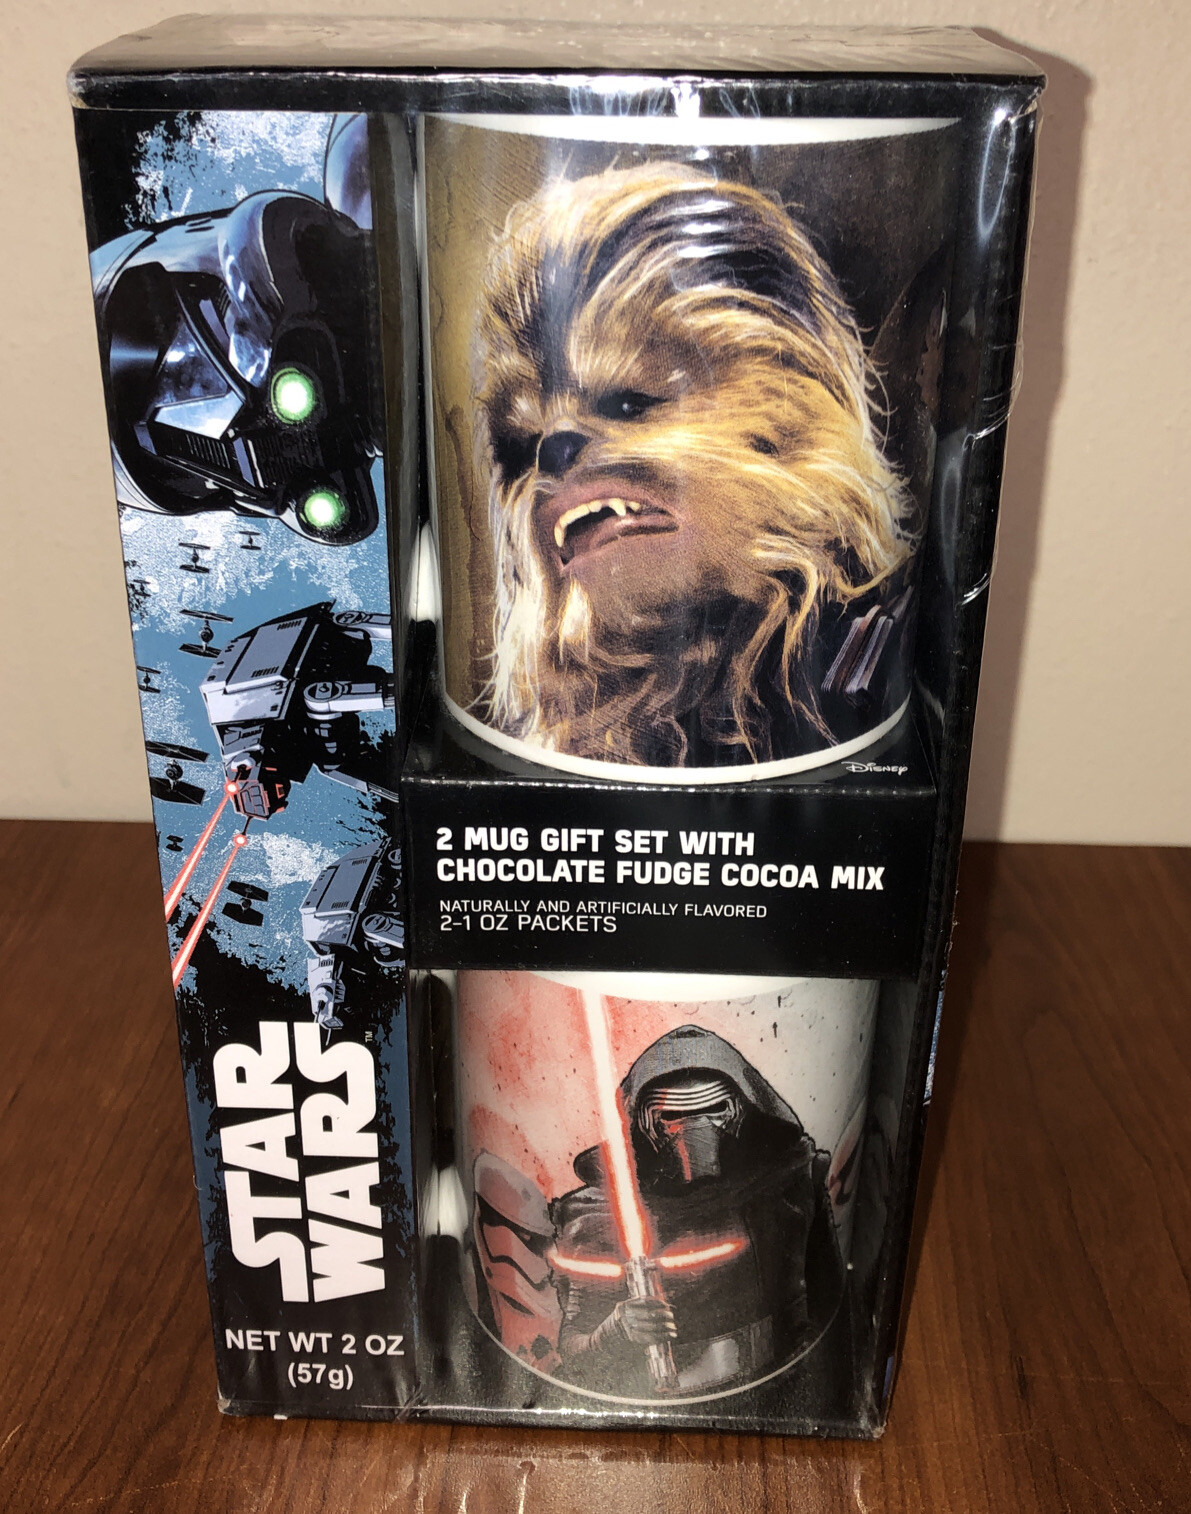 Disney
2 MUG GIFT SET WITH
CHOCOLATE FUDGE COCOA MIX
NATURALLY AND ARTIFICIALLY FLAVORED
2-1 OZ PACKETS
STAR
WARS™
NET WT 2 OZ
(57g)